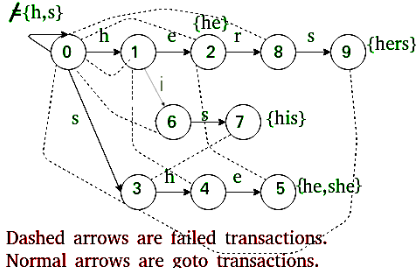 ≠{h,s}
{he}
0 h 1 e 2 r 8 s 9 {hers}
i
s
6 s 7 {his}
3 h 4 e 5 {he,she}
Dashed arrows are failed transactions.
Normal arrows are goto transactions.